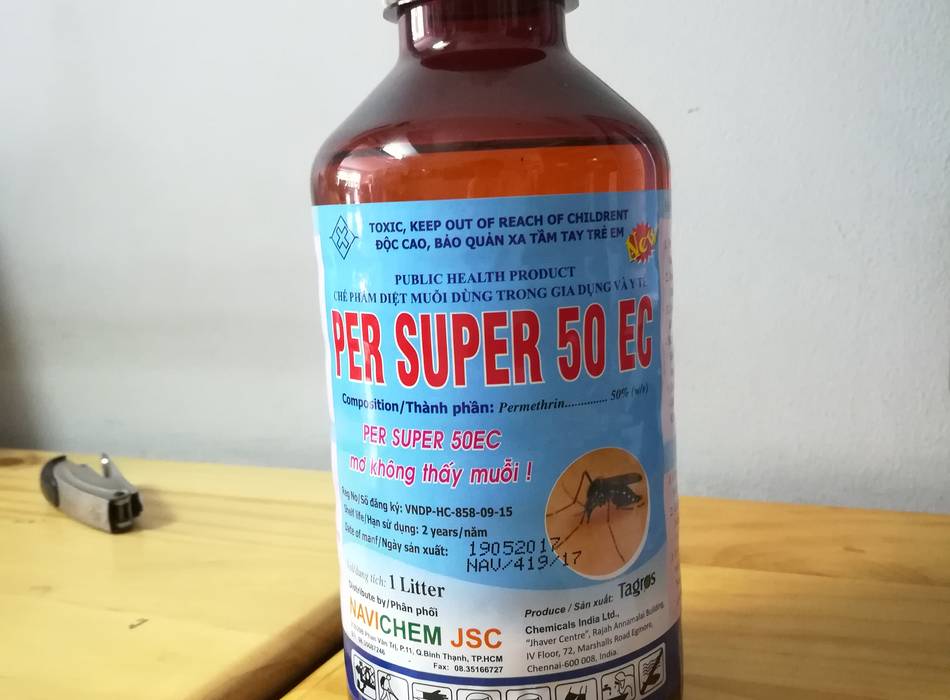 TOXIC, KEEP OUT OF REACH OF CHILDRENT
ĐỘC CAO, BẢO QUẢN XA TẦM TAY TRẺ EM
New
PUBLIC HEALTH PRODUCT
CHẾ PHẨM DIỆT MUỖI DÙNG TRONG GIA DỤNG VÀ Y TẾ
PER SUPER 50 EC
Composition/Thành phần: Permethrin.............. 50% (w/v)
PER SUPER 50EC
mơ không thấy muỗi !
Reg No/Số đăng ký: VNDP-HC-858-09-15
Shelf life/Hạn sử dụng: 2 years/năm
Date of manf/Ngày sản xuất: 19052017
NAV/419/17
tích: 1 Litter
Distribute by/Phân phối
NAVICHEM JSC
Phan Văn Trị, P.11, Q.Bình Thạnh, TP.HCM
Fax: 08.35166727
Produce / Sản xuất: Tagros
Chemicals India Ltd.,
"Jhaver Centre", Rajah Annamalai Building,
IV Floor, 72, Marshalls Road Egmore,
Chennai-600 008, India.